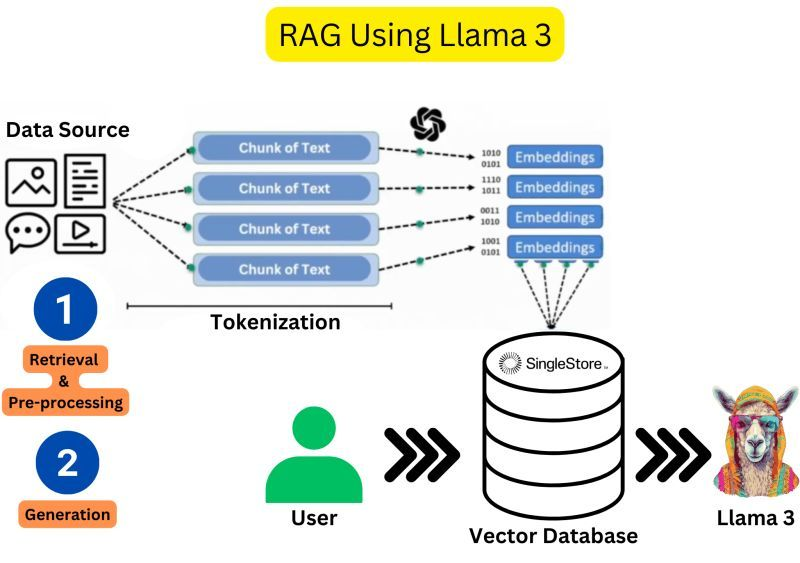 RAG Using Llama 3
Data Source
Chunk of Text
Chunk of Text
Chunk of Text
Chunk of Text
1010
0101
Embeddings
1110
1011
Embeddings
0011
1010
Embeddings
1001
0101
Embeddings
Tokenization
1
Retrieval
&
Pre-processing
2
Generation
SingleStore
User
Vector Database
Llama 3